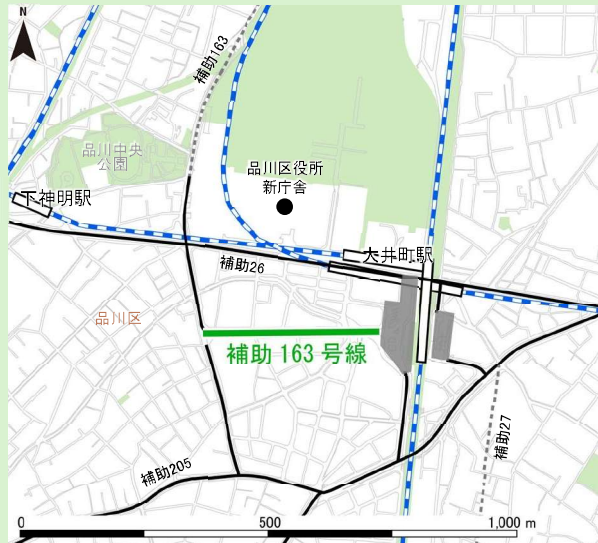 N
補助163
品川中央
公園
品川区役所
新庁舎
下神明駅
大井町駅
補助26
品川区
補助163号線
補助27
補助205
0
500
1,000 m